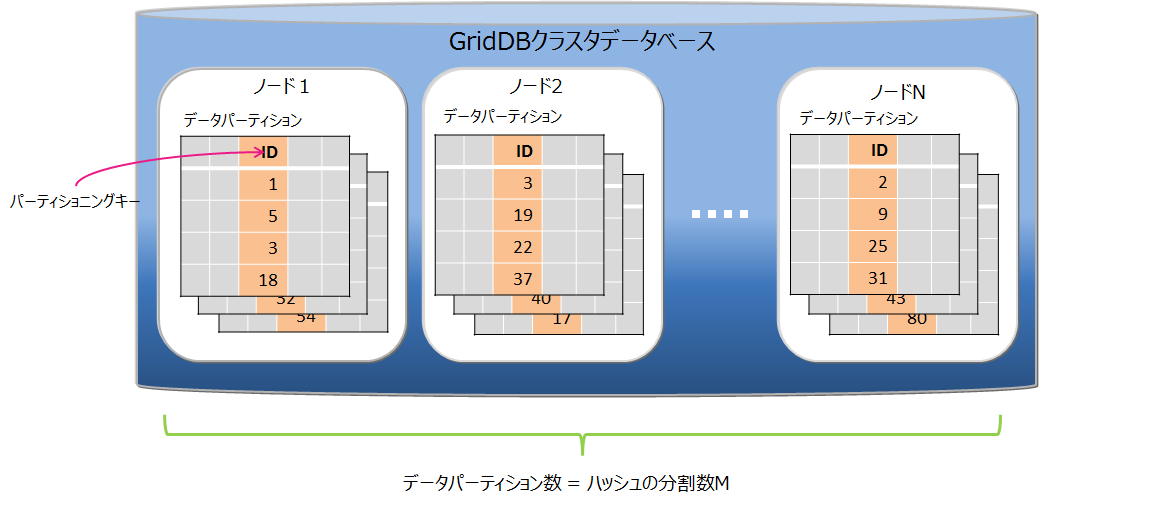 GridDBクラスタデータベース
ノード１
データパーティション
ID
1
5
3
18
32
54
ノード2
データパーティション
ID
3
19
22
37
40
17
ノードN
データパーティション
ID
2
9
25
31
43
80
パーティショニングキー
データパーティション数 = ハッシュの分割数M